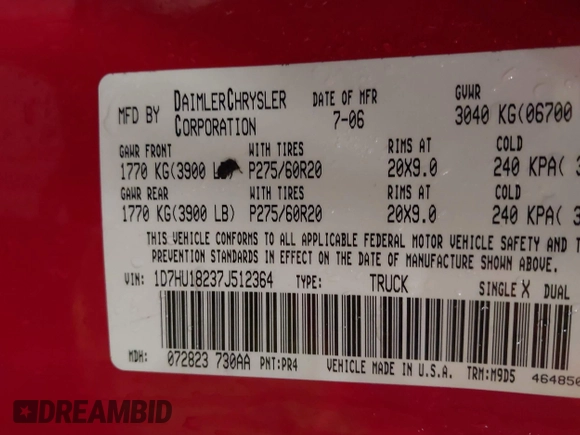 MFD BY DAIMLERCHRYSLER CORPORATION DATE OF MFR 7-06 GVWR 3040 KG(06700
GAWR FRONT WITH TIRES RIMS AT COLD
1770 KG(3900 P275/60R20 20X9.0 240 KPA(
GAWR REAR WITH TIRES RIMS AT COLD
1770 KG(3900 LB) P275/60R20 20X9.0 240 KPA(
THIS VEHICLE CONFORMS TO ALL APPLICABLE FEDERAL MOTOR VEHICLE SAFETY AND
STANDARDS IN EFFECT ON THE DATE OF MANUFACTURE SHOWN ABOVE.
VIN: 1D7HU18237J512364 TYPE: TRUCK SINGLE X DUAL
MDH: 072823 730AA PNT:PR4 VEHICLE MADE IN U.S.A. TRM:M9D5 464850
DREAMBID